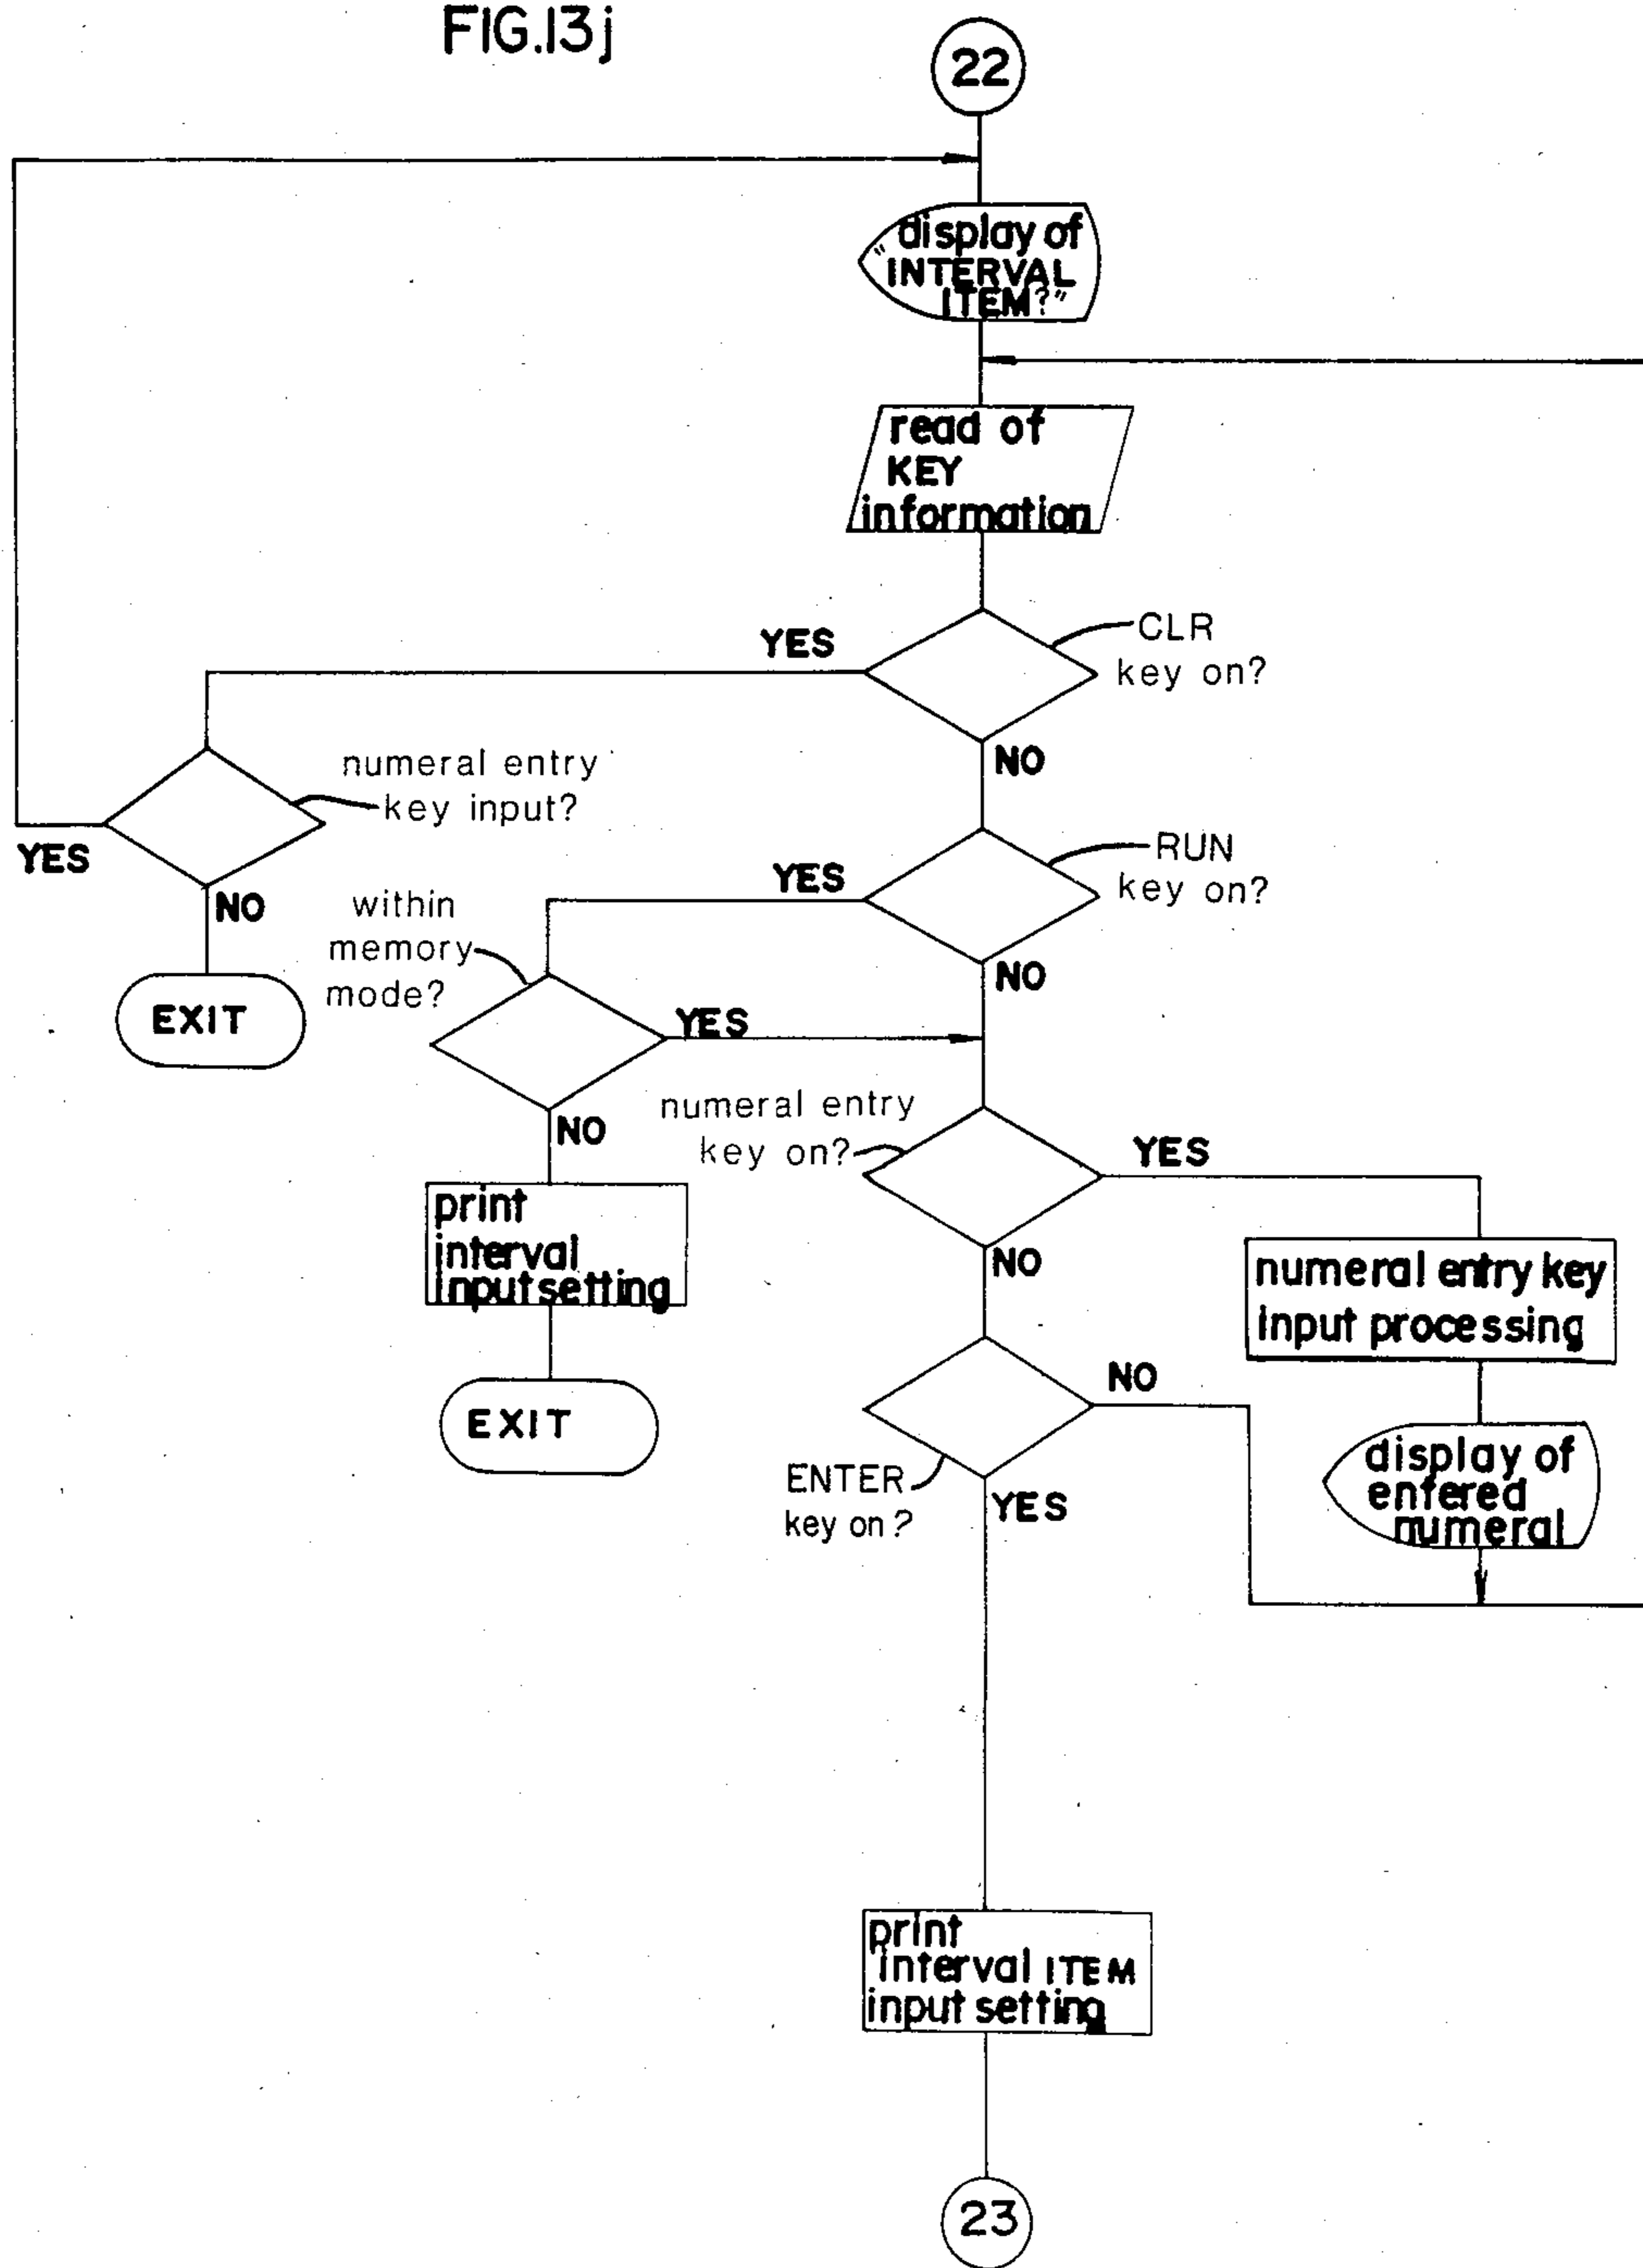 FIG.13j
22
display of
"INTERVAL
ITEM?"
read of
KEY
information
CLR
key on?
YES
NO
numeral entry
key input?
YES
NO
EXIT
RUN
key on?
YES
NO
within
memory
mode?
YES
NO
print
interval
input setting
EXIT
numeral entry
key on?
YES
NO
numeral entry key
input processing
display of
entered
numeral
ENTER
key on?
NO
YES
print
interval ITEM
input setting
23